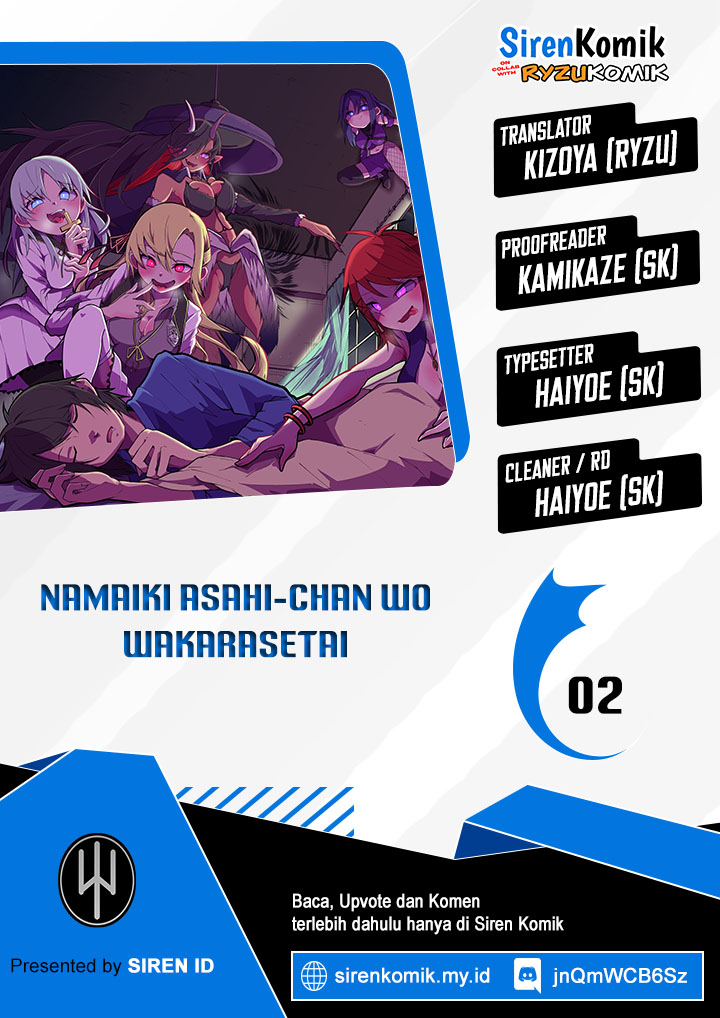 SirenKomik
ON COLLAB WITH RYZUKOMIK
TRANSLATOR
KIZOYA (RYZU)
PROOFREADER
KAMIKAZE (SK)
TYPESETTER
HAIYOE (SK)
CLEANER / RD
HAIYOE (SK)
NAMAIKI ASAHI-CHAN WO
WAKARASETAI
02
Baca, Upvote dan Komen
terlebih dahulu hanya di Siren Komik
Presented by SIREN ID
sirenkomik.my.id
jnQmWCB6Sz